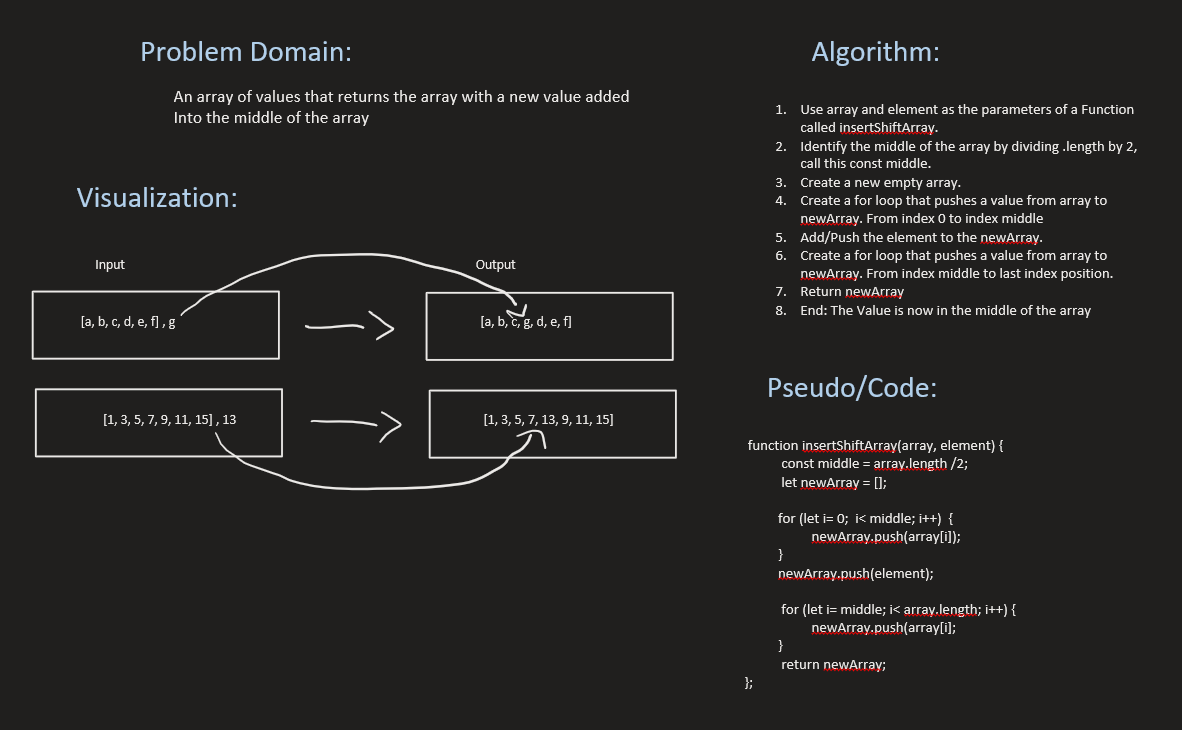 Problem Domain:
An array of values that returns the array with a new value added
Into the middle of the array
Visualization:
Input
Output
[a, b, c, d, e, f] , g
[a, b, c, g, d, e, f]
[1, 3, 5, 7, 9, 11, 15] , 13
[1, 3, 5, 7, 13, 9, 11, 15]
Algorithm:
1. Use array and element as the parameters of a Function
called insertShiftArray.
2. Identify the middle of the array by dividing .length by 2,
call this const middle.
3. Create a new empty array.
4. Create a for loop that pushes a value from array to
newArray. From index 0 to index middle
5. Add/Push the element to the newArray.
6. Create a for loop that pushes a value from array to
newArray. From index middle to last index position.
7. Return newArray
8. End: The Value is now in the middle of the array
Pseudo/Code:
function insertShiftArray(array, element) {
const middle = array.length /2;
let newArray = [];
for (let i= 0; i< middle; i++) {
newArray.push(array[i]);
}
newArray.push(element);
for (let i= middle; i< array.length; i++) {
newArray.push(array[i];
}
return newArray;
};